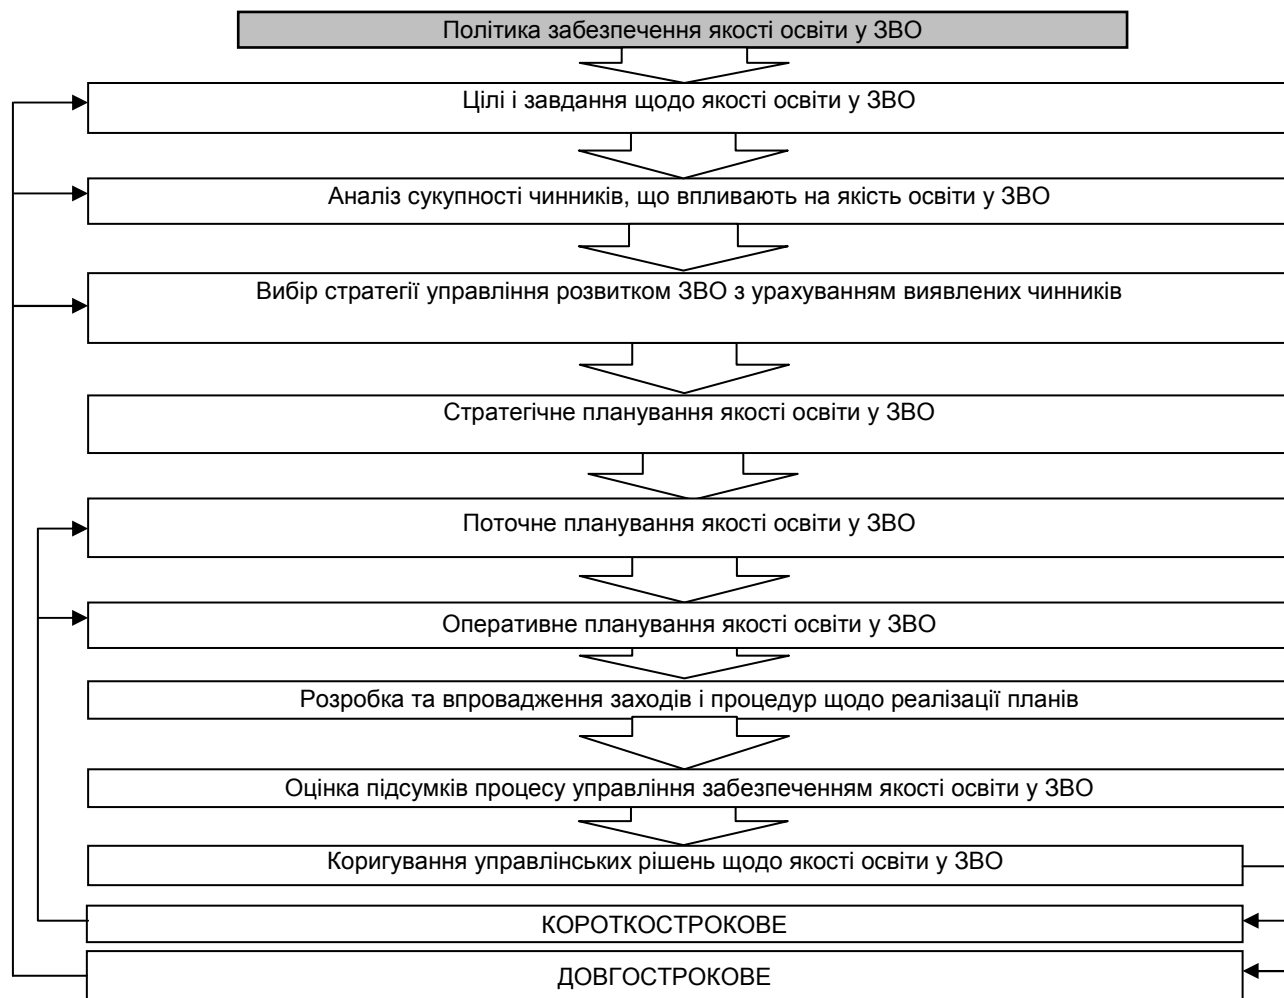 Політика забезпечення якості освіти у ЗВО
Цілі і завдання щодо якості освіти у ЗВО
Аналіз сукупності чинників, що впливають на якість освіти у ЗВО
Вибір стратегії управління розвитком ЗВО з урахуванням виявлених чинників
Стратегічне планування якості освіти у ЗВО
Поточне планування якості освіти у ЗВО
Оперативне планування якості освіти у ЗВО
Розробка та впровадження заходів і процедур щодо реалізації планів
Оцінка підсумків процесу управління забезпеченням якості освіти у ЗВО
Коригування управлінських рішень щодо якості освіти у ЗВО
КОРОТКОСТРОКОВЕ
ДОВГОСТРОКОВЕ